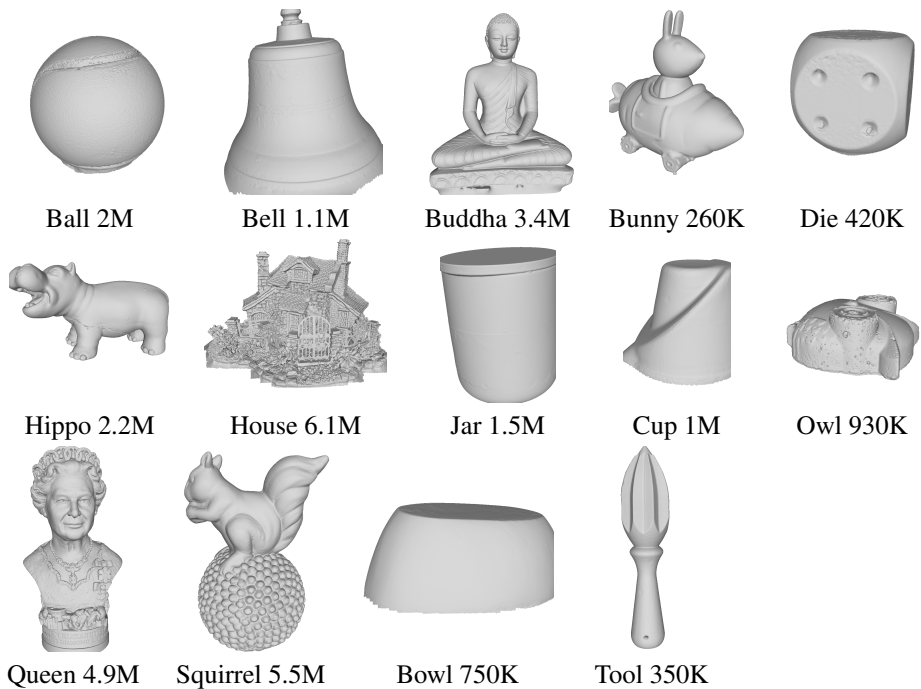 Ball 2M
Bell 1.1M
Buddha 3.4M
Bunny 260K
Die 420K
Hippo 2.2M
House 6.1M
Jar 1.5M
Cup 1M
Owl 930K
Queen 4.9M
Squirrel 5.5M
Bowl 750K
Tool 350K